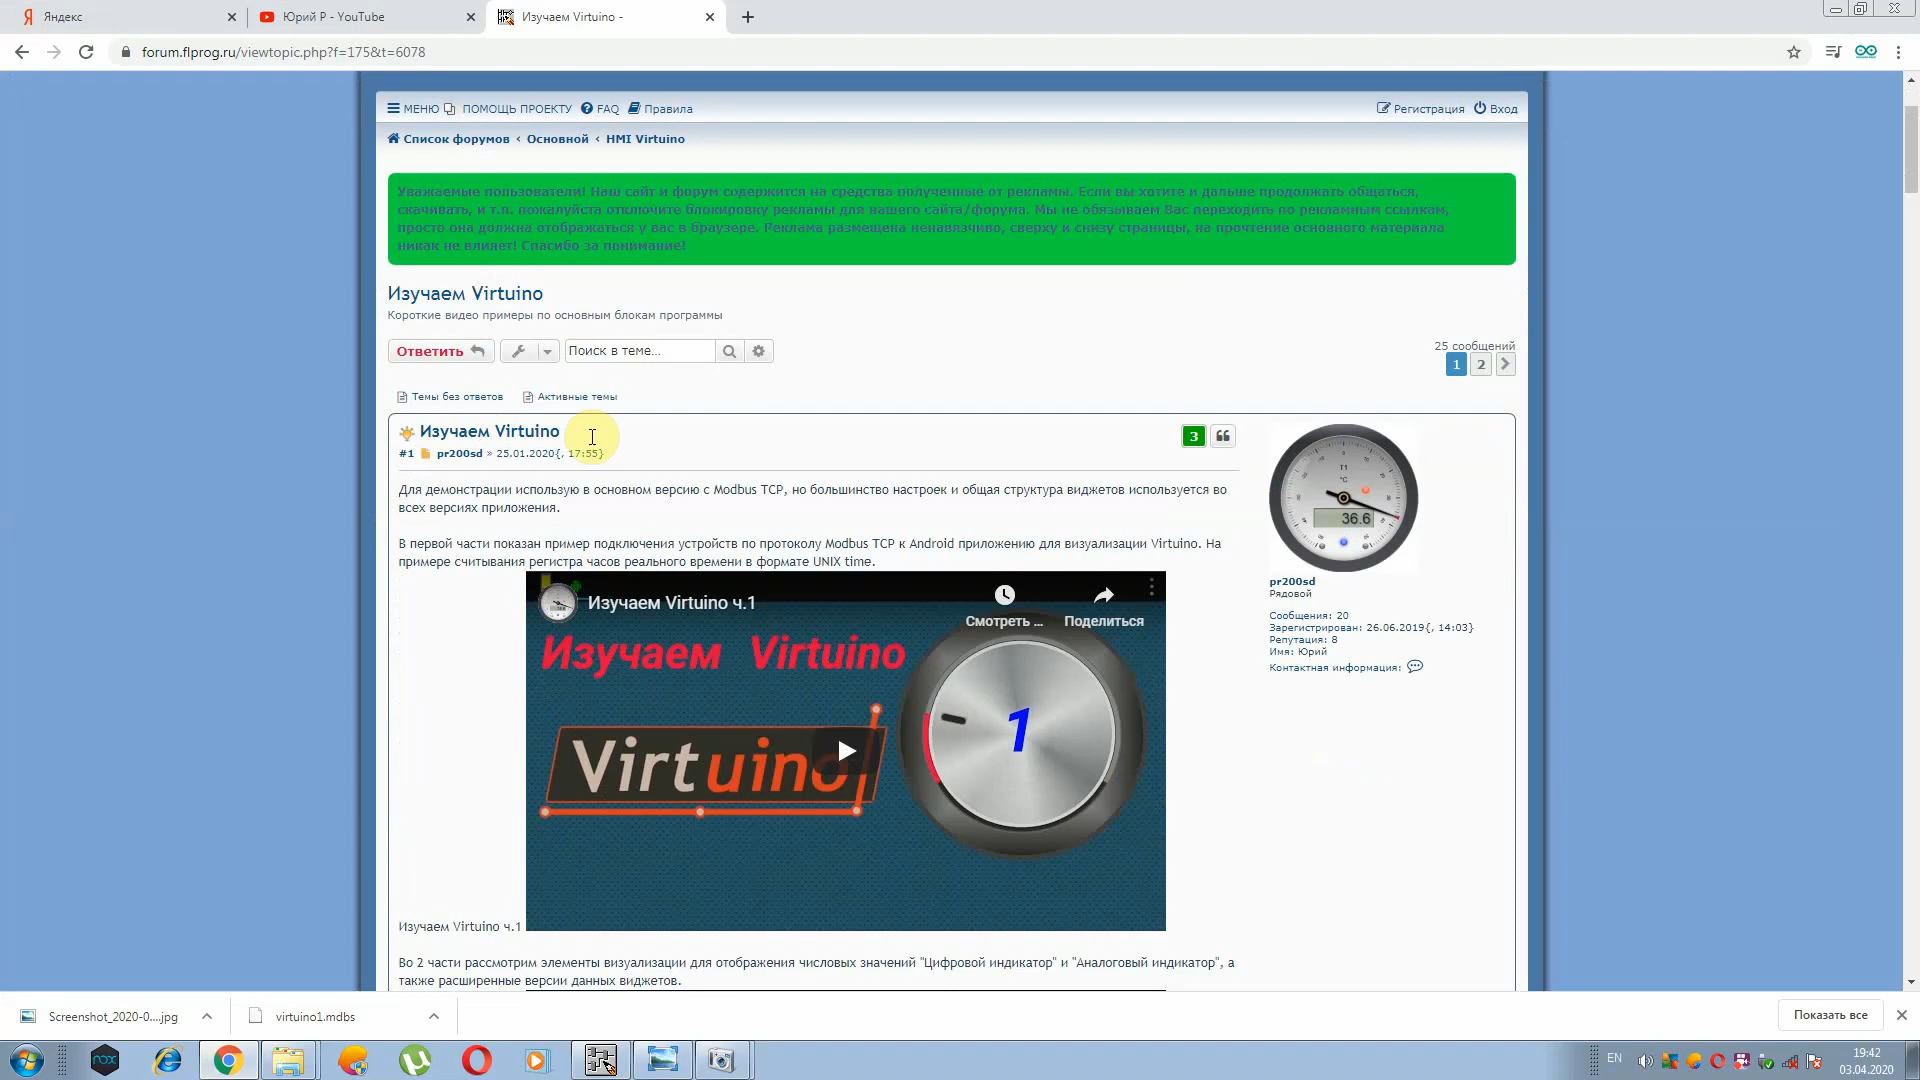 Яндекс
Юрий Р - YouTube
Изучаем Virtuino -
forum.flprog.ru/viewtopic.php?f=175&t=6078
МЕНЮ ПОМОЩЬ ПРОЕКТУ FAQ Правила
Регистрация Вход
Список форумов ‹ Основной ‹ HMI Virtuino
Уважаемые пользователи! Наш сайт и форум содержится на средства полученные от рекламы. Если вы хотите и дальше продолжать общаться,
скачивать, и т.п. пожалуйста отключите блокировку рекламы для нашего сайта/форума. Мы не обязываем Вас переходить по рекламным ссылкам,
просто она должна отображаться у вас в браузере. Реклама размещена ненавязчиво, сверху и снизу страницы, на прочтение основного материала
никак не влияет! Спасибо за понимание!
Изучаем Virtuino
Короткие видео примеры по основным блокам программы
Ответить
Поиск в теме...
25 сообщений
1 2
Темы без ответов Активные темы
Изучаем Virtuino
3
#1 pr200sd » 25.01.2020{, 17:55}
Для демонстрации использую в основном версию с Modbus TCP, но большинство настроек и общая структура виджетов используется во
всех версиях приложения.
В первой части показан пример подключения устройств по протоколу Modbus TCP к Android приложению для визуализации Virtuino. На
примере считывания регистра часов реального времени в формате UNIX time.
T1
°C
36.6
pr200sd
Рядовой
Сообщения: 20
Зарегистрирован: 26.06.2019{, 14:03}
Репутация: 8
Имя: Юрий
Контактная информация:
Изучаем Virtuino ч.1
Смотреть ...
Поделиться
Изучаем Virtuino
Virtuino
1
Изучаем Virtuino ч.1
Во 2 части рассмотрим элементы визуализации для отображения числовых значений "Цифровой индикатор" и "Аналоговый индикатор", а
также расширенные версии данных виджетов.
Screenshot_2020-0....jpg
virtuino1.mdbs
Показать все
nox
EN
19:42
03.04.2020